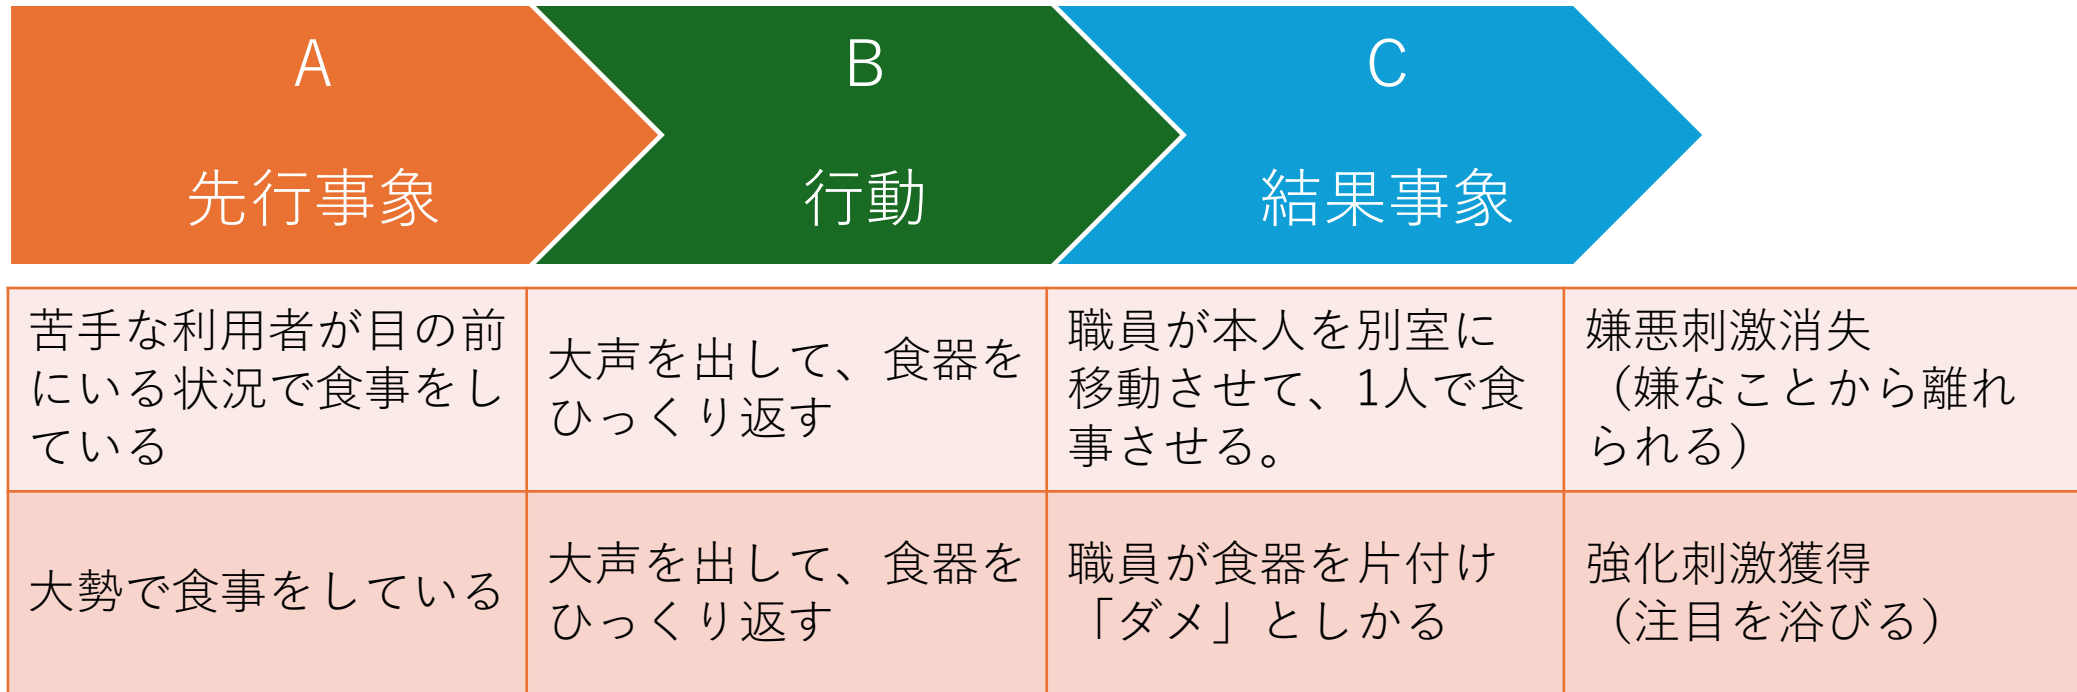 A
先行事象
B
行動
C
結果事象
苦手な利用者が目の前
にいる状況で食事をし
ている
大声を出して、食器を
ひっくり返す
職員が本人を別室に
移動させて、1人で食
事させる。
嫌悪刺激消失
（嫌なことから離れ
られる）
大勢で食事をしている
大声を出して、食器を
ひっくり返す
職員が食器を片付け
「ダメ」としかる
強化刺激獲得
（注目を浴びる）